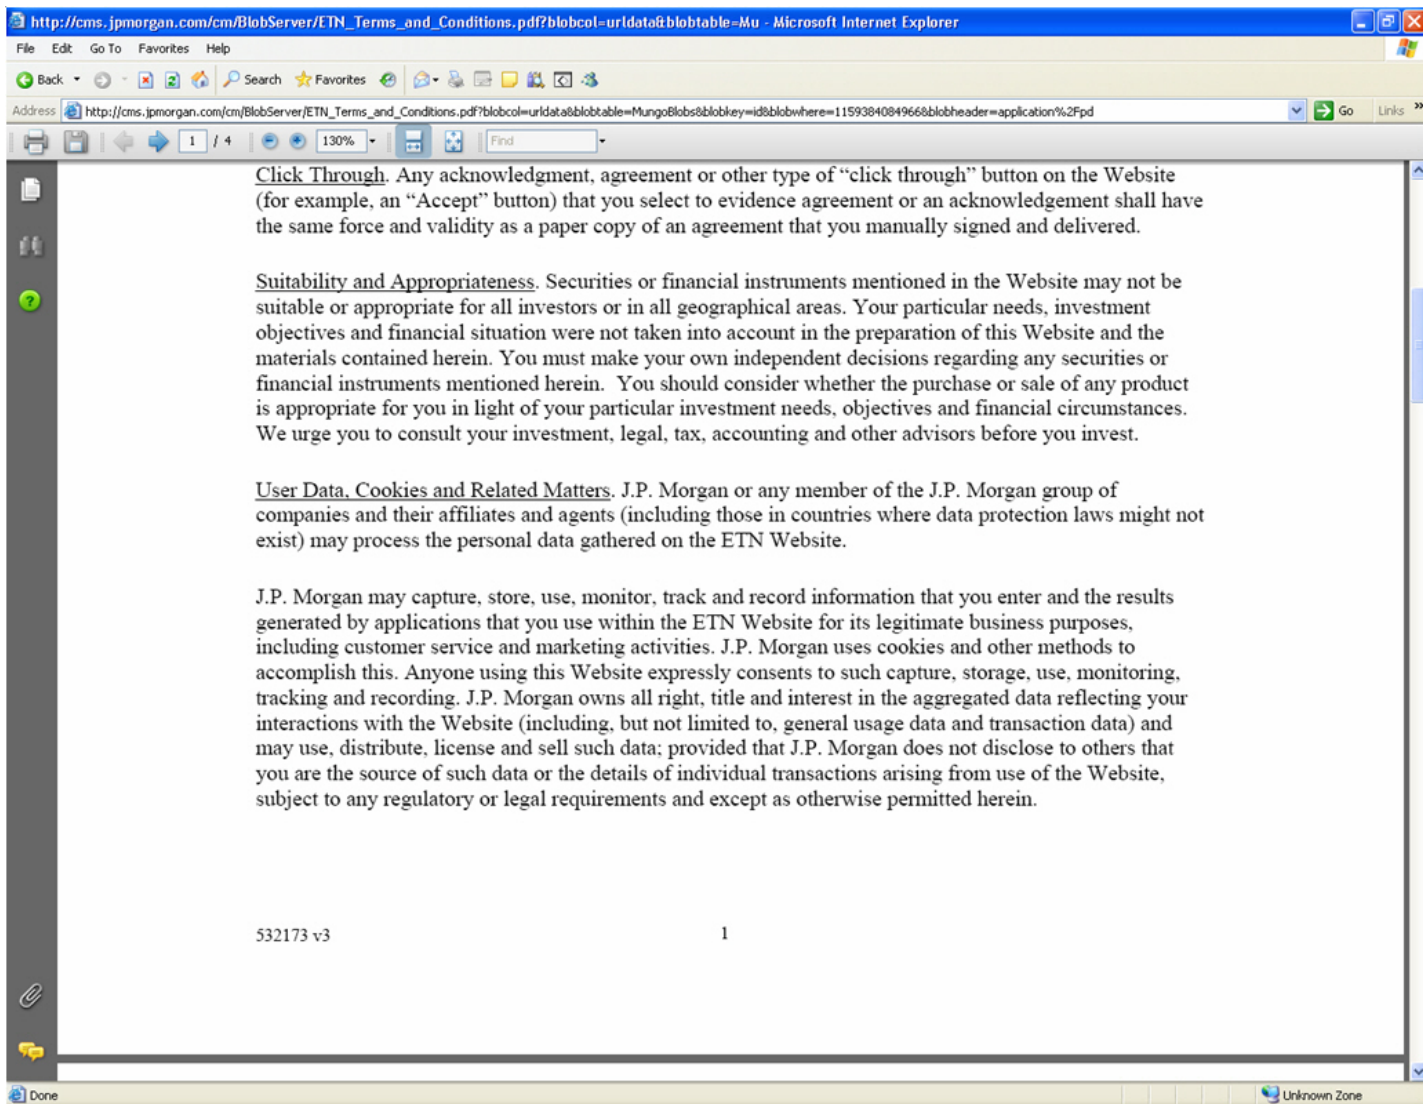 http://cms.jpmorgan.com/cm/BlobServer/ETN_Terms_and_Conditions.pdf?blobcol=urldata&blobtable=Mu - Microsoft Internet Explorer
File Edit Go To Favorites Help
Back Search Favorites
Address http://cms.jpmorgan.com/cm/BlobServer/ETN_Terms_and_Conditions.pdf?blobcol=urldata&blobtable=MungoBlobs&blobkey=id&blobwhere=1159384084966&blobheader=application%2Fpd Go Links »
1 / 4 130% Find
Click Through. Any acknowledgment, agreement or other type of “click through” button on the Website
(for example, an “Accept” button) that you select to evidence agreement or an acknowledgement shall have
the same force and validity as a paper copy of an agreement that you manually signed and delivered.
Suitability and Appropriateness. Securities or financial instruments mentioned in the Website may not be
suitable or appropriate for all investors or in all geographical areas. Your particular needs, investment
objectives and financial situation were not taken into account in the preparation of this Website and the
materials contained herein. You must make your own independent decisions regarding any securities or
financial instruments mentioned herein.  You should consider whether the purchase or sale of any product
is appropriate for you in light of your particular investment needs, objectives and financial circumstances.
We urge you to consult your investment, legal, tax, accounting and other advisors before you invest.
User Data, Cookies and Related Matters. J.P. Morgan or any member of the J.P. Morgan group of
companies and their affiliates and agents (including those in countries where data protection laws might not
exist) may process the personal data gathered on the ETN Website.
J.P. Morgan may capture, store, use, monitor, track and record information that you enter and the results
generated by applications that you use within the ETN Website for its legitimate business purposes,
including customer service and marketing activities. J.P. Morgan uses cookies and other methods to
accomplish this. Anyone using this Website expressly consents to such capture, storage, use, monitoring,
tracking and recording. J.P. Morgan owns all right, title and interest in the aggregated data reflecting your
interactions with the Website (including, but not limited to, general usage data and transaction data) and
may use, distribute, license and sell such data; provided that J.P. Morgan does not disclose to others that
you are the source of such data or the details of individual transactions arising from use of the Website,
subject to any regulatory or legal requirements and except as otherwise permitted herein.
532173 v3 1
Done Unknown Zone